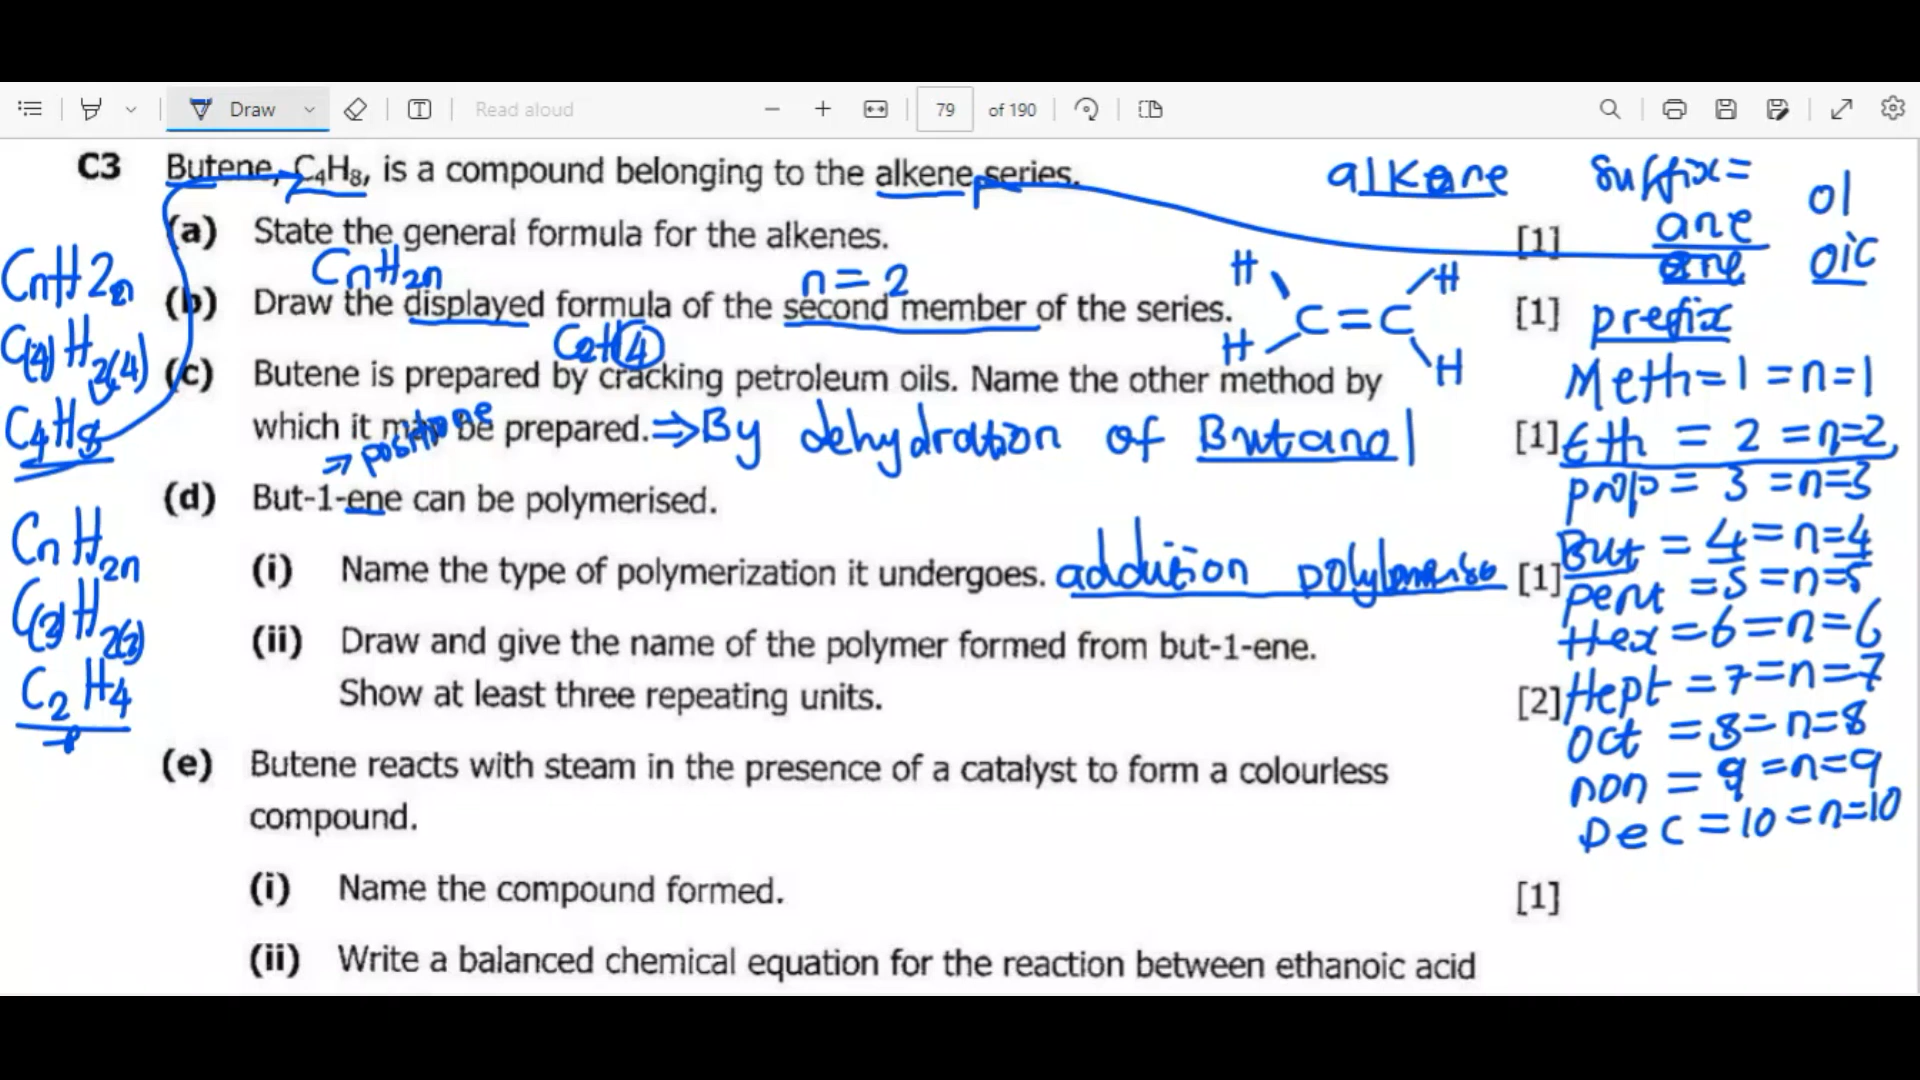 Draw
Read aloud
79 of 190
C3 Butene, C₄H₈, is a compound belonging to the alkene series.
alkene
suffix =
ol
ane
ene
oic
(a) State the general formula for the alkenes. [1]
CnH2n
CnH2n
n = 2
(b) Draw the displayed formula of the second member of the series. [1]
H H
C=C
H H
prefix
C2H4
C(4)H2(4)
(c) Butene is prepared by cracking petroleum oils. Name the other method by
which it may be prepared. ⇒ By dehydration of Butanol [1]
C4H8
Meth=1=n=1
Eth = 2 =n=2
prop= 3 =n=3
But = 4=n=4
pent =5=n=5
Hex=6=n=6
Hept =7=n=7
oct =8=n=8
non = 9=n=9
Dec=10=n=10
(d) But-1-ene can be polymerised.
CnH2n
(i) Name the type of polymerization it undergoes. [1]
C(2)H2(2)
(ii) Draw and give the name of the polymer formed from but-1-ene.
Show at least three repeating units. [2]
C2H4
(e) Butene reacts with steam in the presence of a catalyst to form a colourless
compound.
(i) Name the compound formed. [1]
(ii) Write a balanced chemical equation for the reaction between ethanoic acid